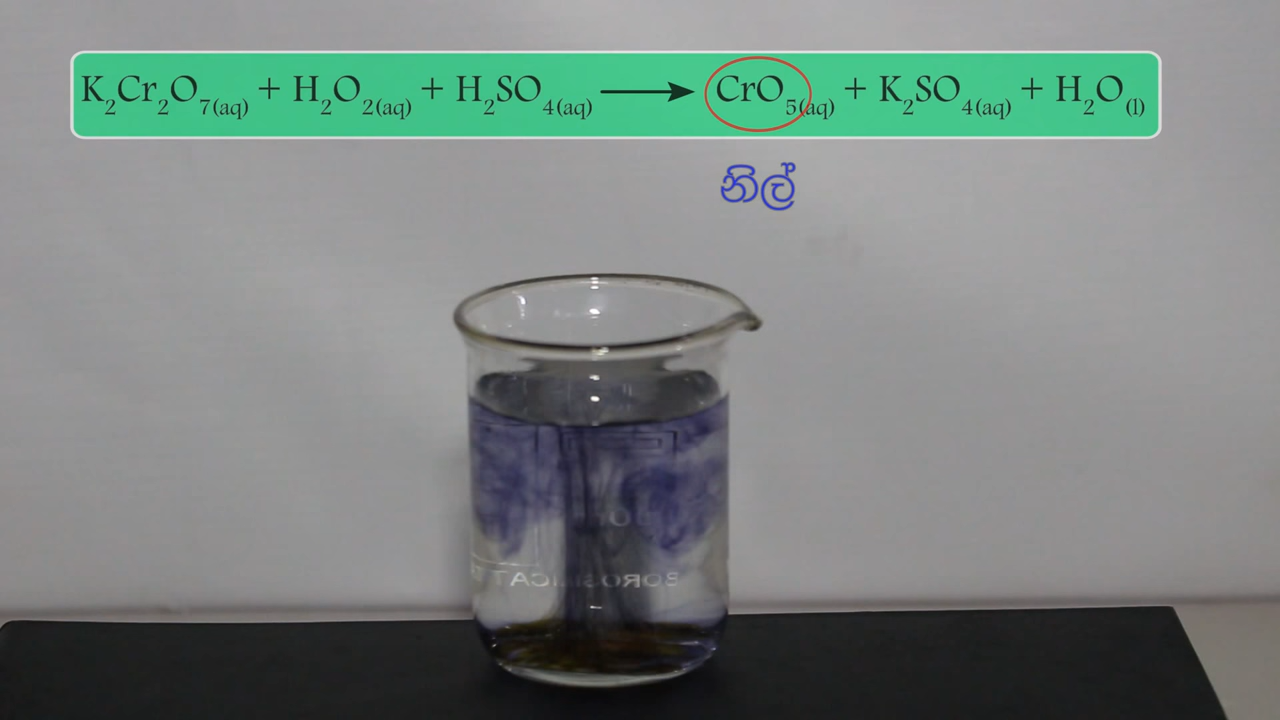 K₂Cr₂O₇(aq) + H₂O₂(aq) + H₂SO₄(aq) ⟶ CrO₅(aq) + K₂SO₄(aq) + H₂O(l)
නිල්